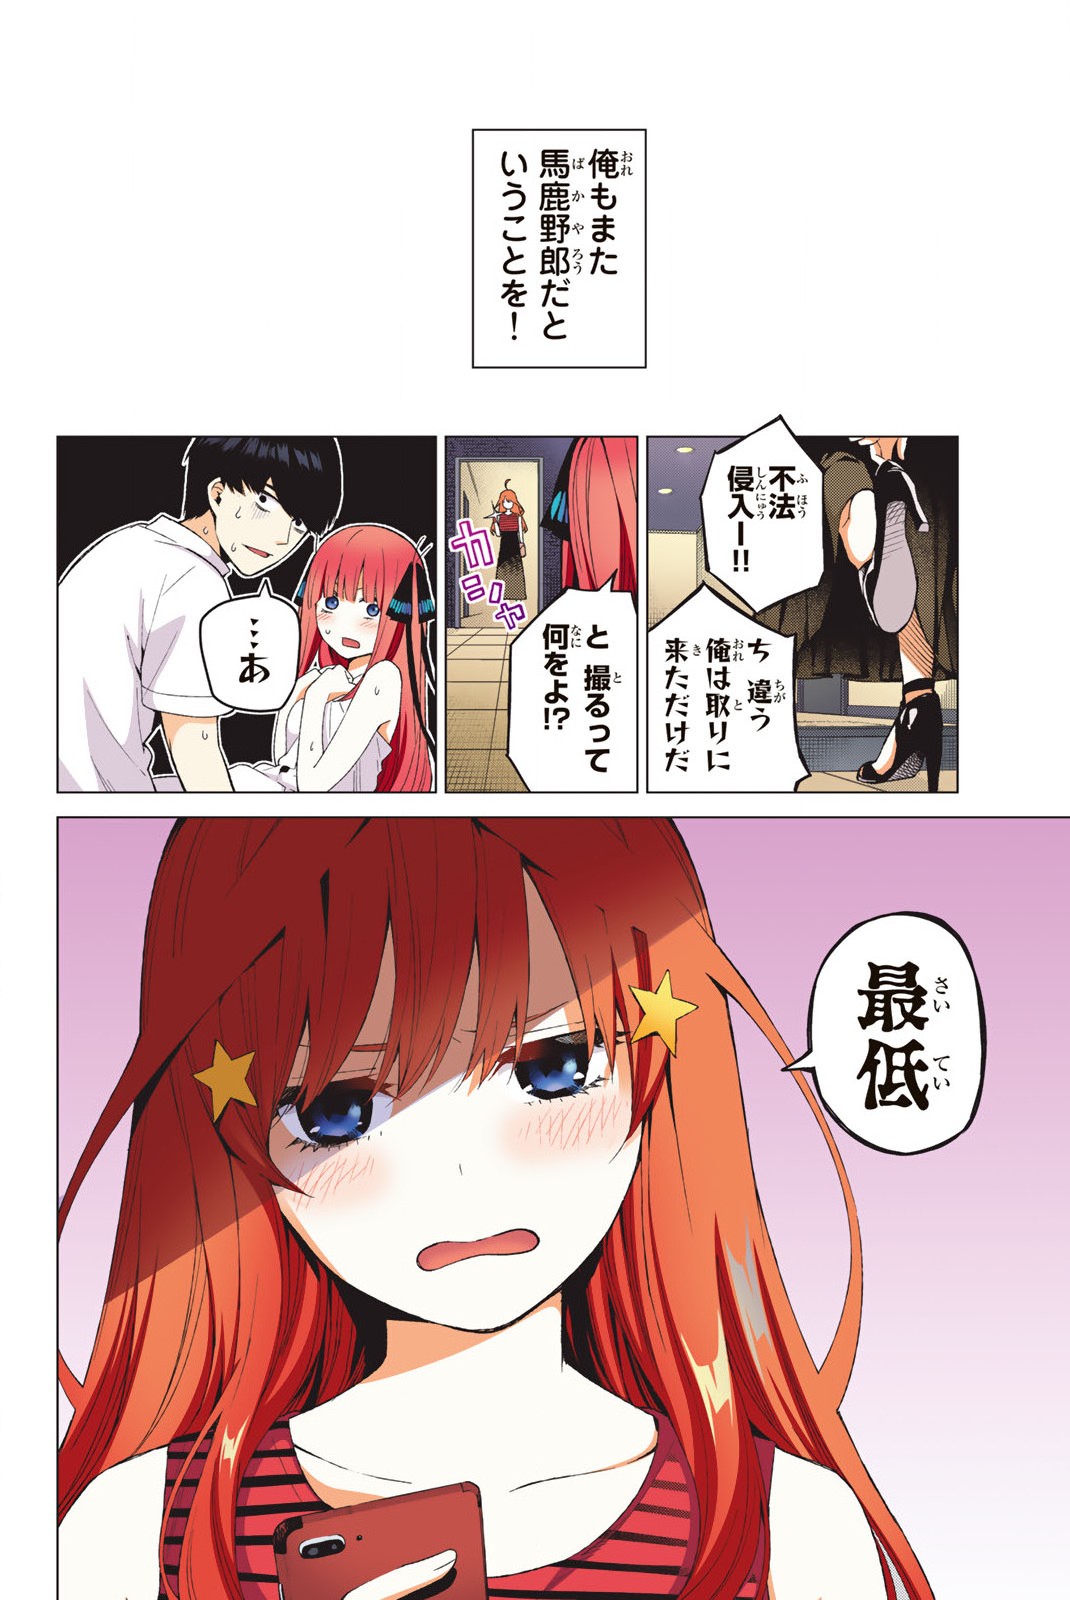 俺もまた
馬鹿野郎だと
いうことを！
不法
侵入ー!!
ち 違う
俺は取りに
来ただけだ
カシャ
と 撮るって
何をよ!?
…あ
最低